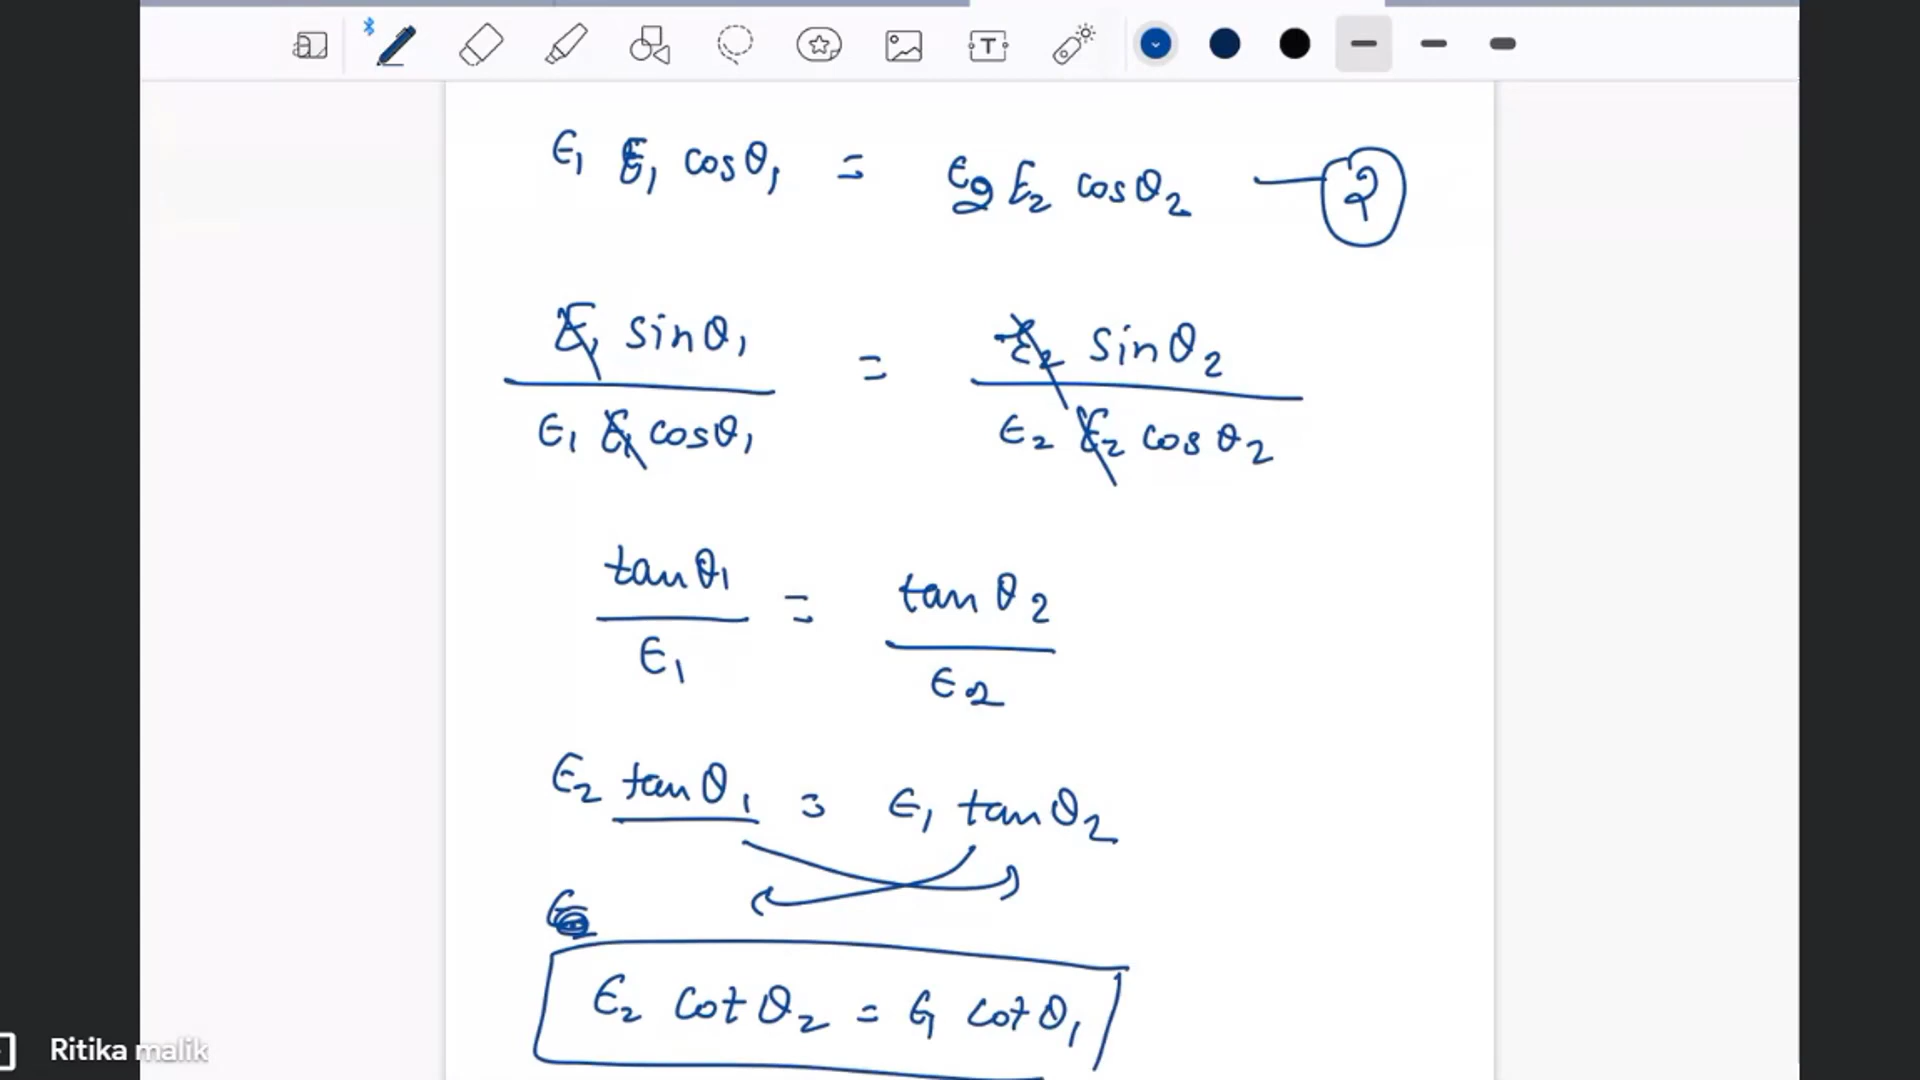 ϵ₁ E₁ cosθ₁ = ϵ₂ E₂ cosθ₂ — ②
E₁ sinθ₁ / ϵ₁ E₁ cosθ₁ = E₂ sinθ₂ / ϵ₂ E₂ cosθ₂
tanθ₁ / ϵ₁ = tanθ₂ / ϵ₂
ϵ₂ tanθ₁ = ϵ₁ tanθ₂
ϵ₂ cotθ₂ = ϵ₁ cotθ₁
Ritika malik